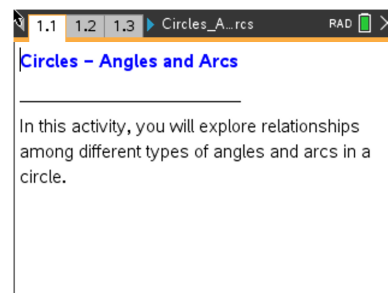 1.1 1.2 1.3 Circles_A...rcs RAD
Circles – Angles and Arcs
In this activity, you will explore relationships
among different types of angles and arcs in a
circle.